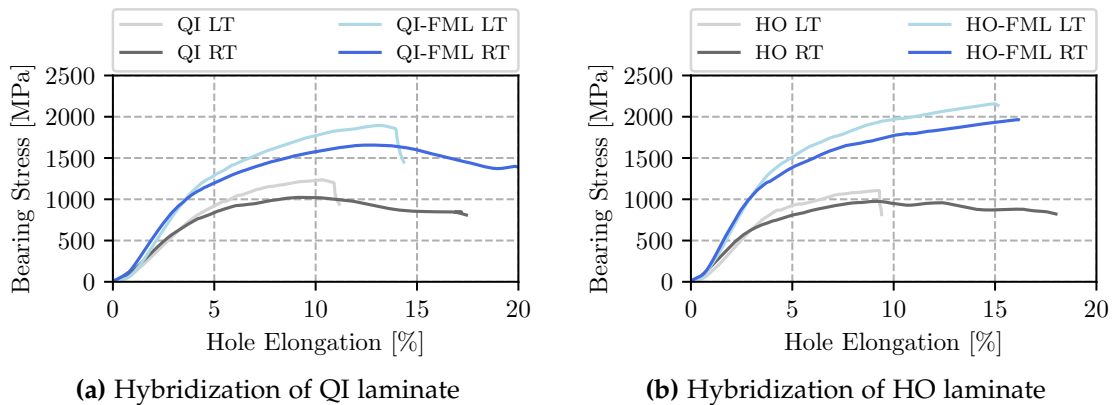 QI LT QI-FML LT
QI RT QI-FML RT
2500
2000
1500
1000
500
0
Bearing Stress [MPa]
0 5 10 15 20
Hole Elongation [%]
(a) Hybridization of QI laminate
HO LT HO-FML LT
HO RT HO-FML RT
2500
2000
1500
1000
500
0
Bearing Stress [MPa]
0 5 10 15 20
Hole Elongation [%]
(b) Hybridization of HO laminate